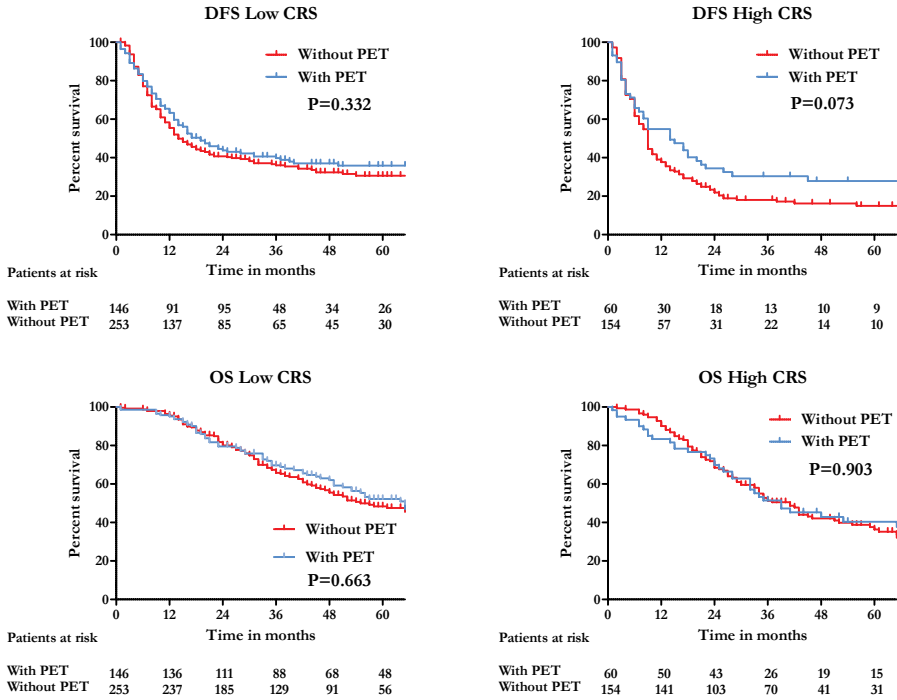 DFS Low CRS
100
80
60
40
20
0
Percent survival
Without PET
With PET
P=0.332
0 12 24 36 48 60
Time in months
Patients at risk
With PET 146 91 95 48 34 26
Without PET 253 137 85 65 45 30
DFS High CRS
100
80
60
40
20
0
Percent survival
Without PET
With PET
P=0.073
0 12 24 36 48 60
Time in months
Patients at risk
With PET 60 30 18 13 10 9
Without PET 154 57 31 22 14 10
OS Low CRS
100
80
60
40
20
0
Percent survival
Without PET
With PET
P=0.663
0 12 24 36 48 60
Time in months
Patients at risk
With PET 146 136 111 88 68 48
Without PET 253 237 185 129 91 56
OS High CRS
100
80
60
40
20
0
Percent survival
Without PET
With PET
P=0.903
0 12 24 36 48 60
Time in months
Patients at risk
With PET 60 50 43 26 19 15
Without PET 154 141 103 70 41 31